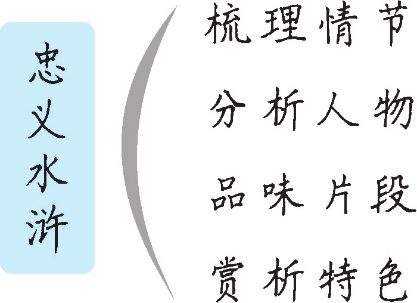 忠义水浒
梳理情节
分析人物
品味片段
赏析特色